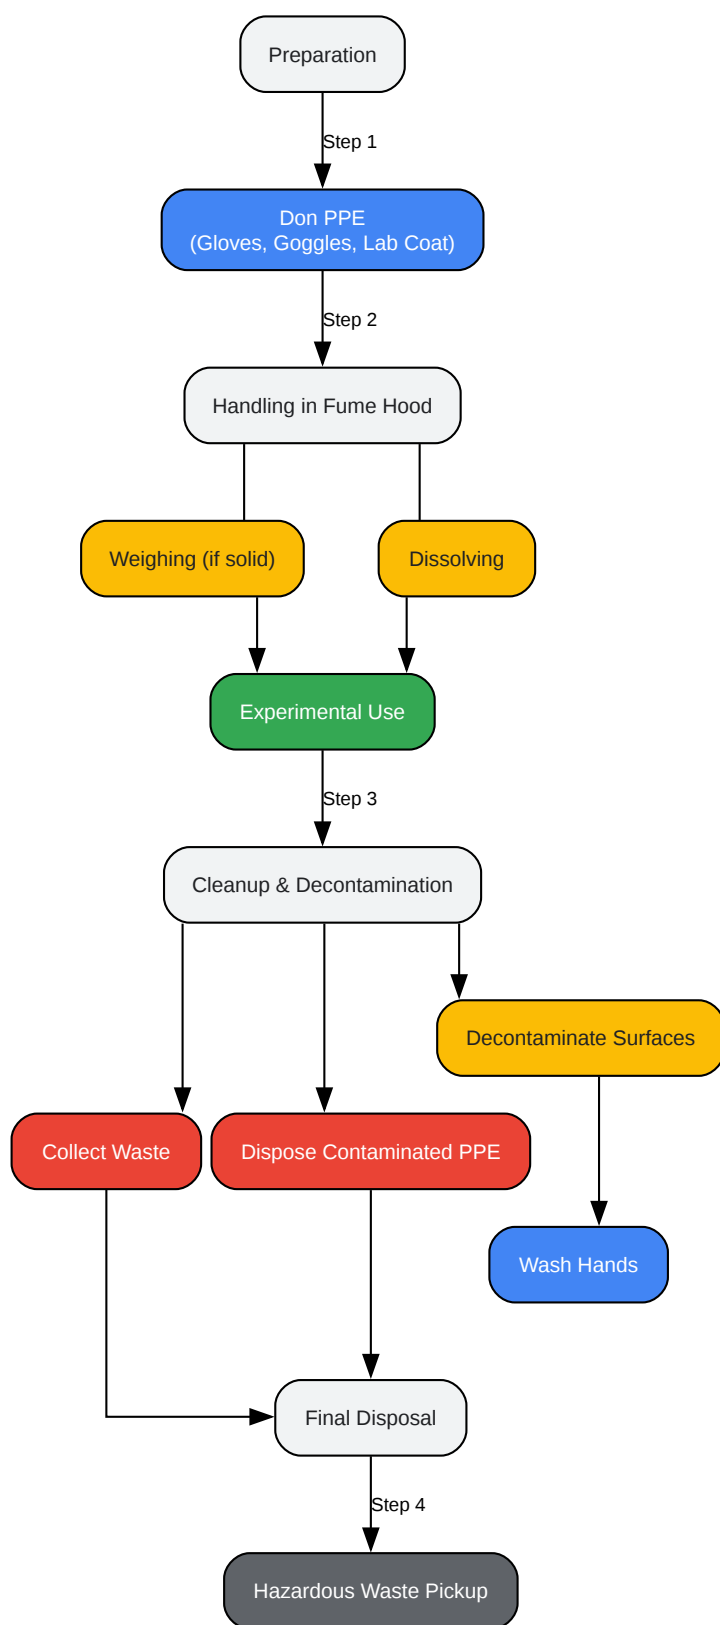 Preparation
Step 1
Don PPE
(Gloves, Goggles, Lab Coat)
Step 2
Handling in Fume Hood
Weighing (if solid)
Dissolving
Experimental Use
Step 3
Cleanup & Decontamination
Decontaminate Surfaces
Collect Waste
Dispose Contaminated PPE
Wash Hands
Final Disposal
Step 4
Hazardous Waste Pickup